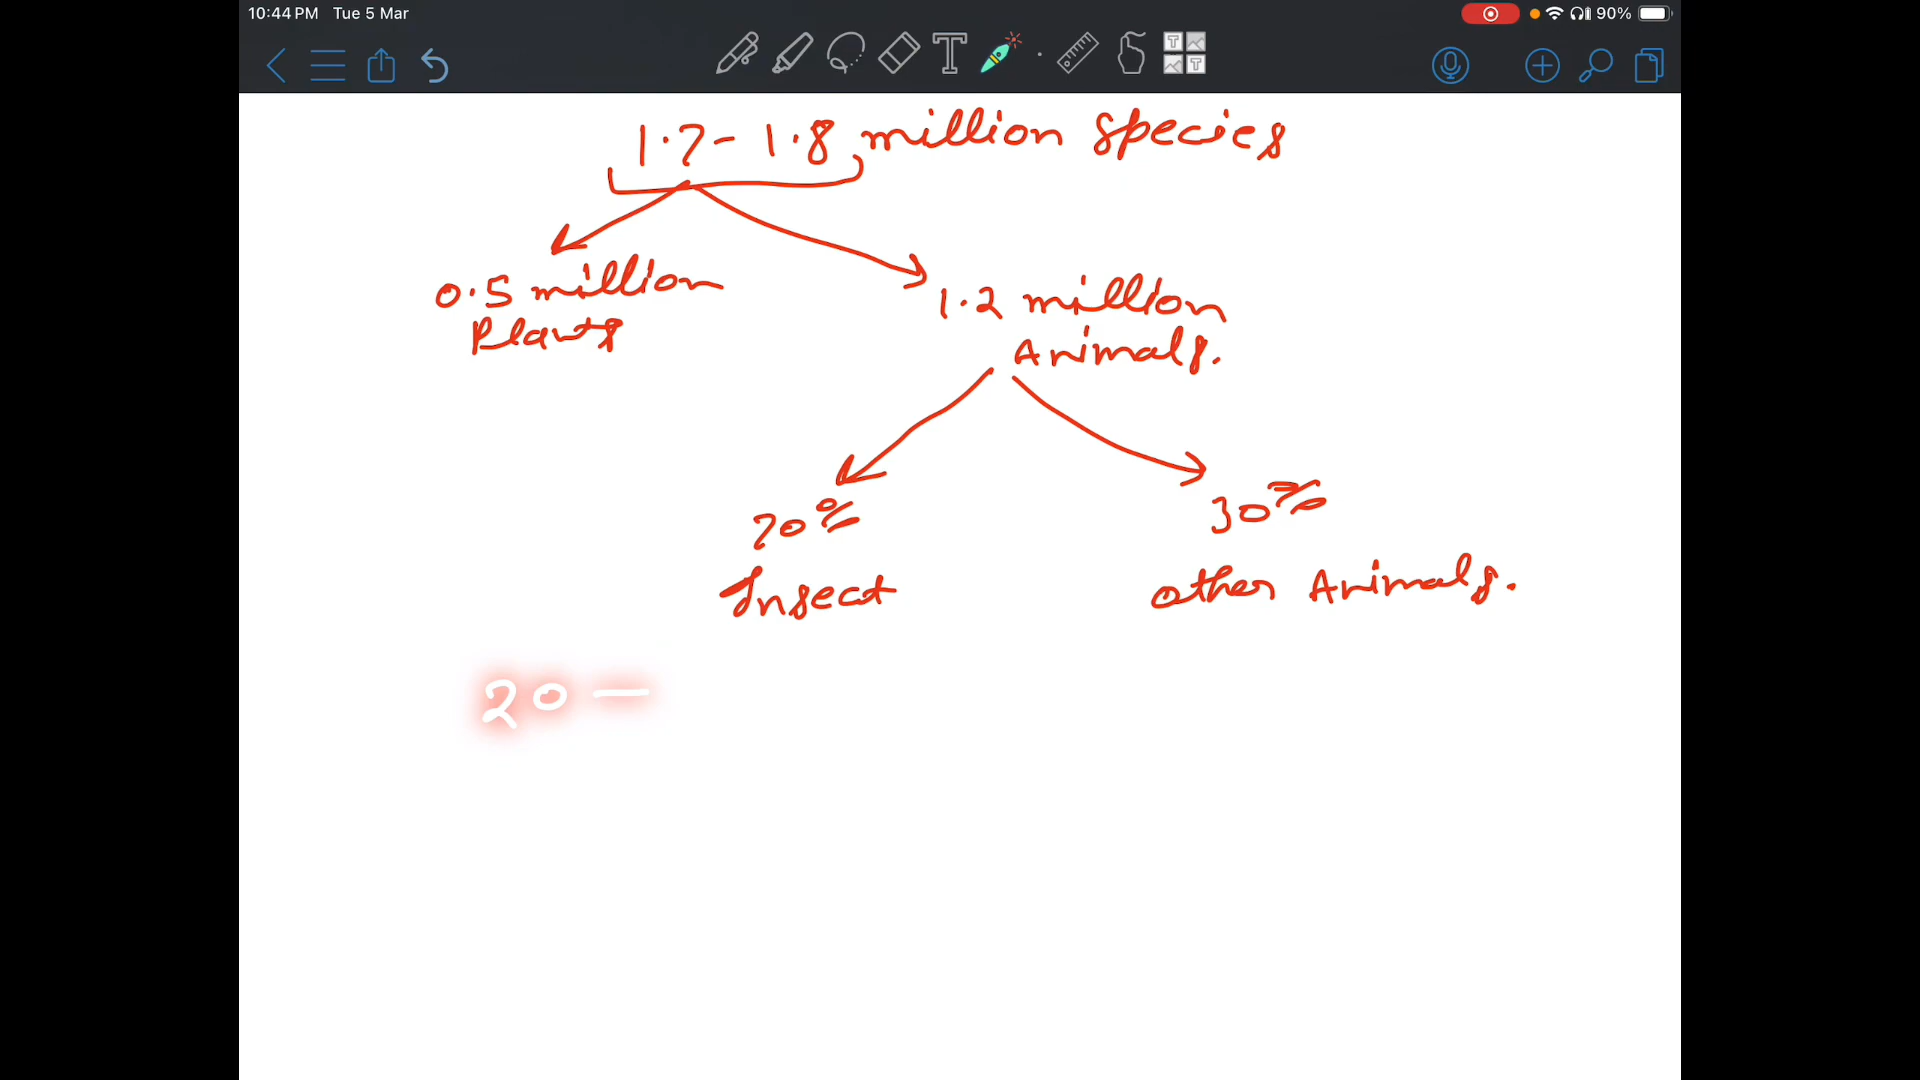 10:44 PM Tue 5 Mar
90%
1.7 - 1.8 million species
0.5 million
Plants
1.2 million
Animals.
70%
Insect
30%
other Animals.
20 —